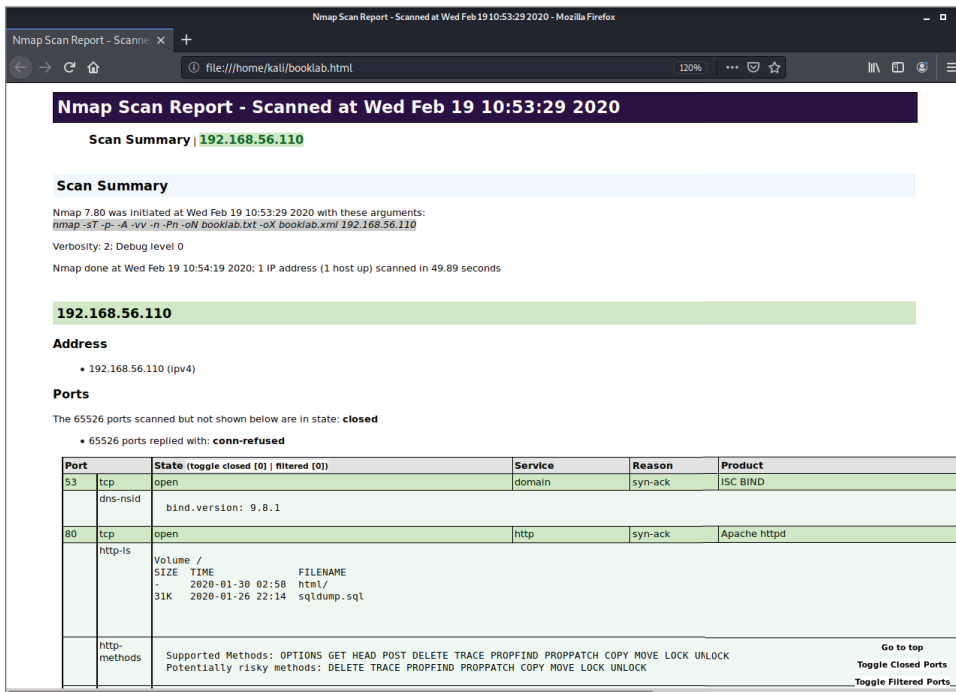 Nmap Scan Report - Scanned at Wed Feb 19 10:53:29 2020 - Mozilla Firefox
Nmap Scan Report - Scanne
file:///home/kali/booklab.html
120%
Nmap Scan Report - Scanned at Wed Feb 19 10:53:29 2020
Scan Summary | 192.168.56.110
Scan Summary
Nmap 7.80 was initiated at Wed Feb 19 10:53:29 2020 with these arguments:
nmap -sT -p- -A -vv -n -Pn -oN booklab.txt -oX booklab.xml 192.168.56.110
Verbosity: 2; Debug level 0
Nmap done at Wed Feb 19 10:54:19 2020; 1 IP address (1 host up) scanned in 49.89 seconds
192.168.56.110
Address
• 192.168.56.110 (ipv4)
Ports
The 65526 ports scanned but not shown below are in state: closed
• 65526 ports replied with: conn-refused
Port State (toggle closed [0] | filtered [0]) Service Reason Product
53 tcp open domain syn-ack ISC BIND
dns-nsid bind.version: 9.8.1
80 tcp open http syn-ack Apache httpd
http-ls
Volume /
SIZE TIME FILENAME
- 2020-01-30 02:58 html/
31K 2020-01-26 22:14 sqldump.sql
http-methods
Supported Methods: OPTIONS GET HEAD POST DELETE TRACE PROPFIND PROPPATCH COPY MOVE LOCK UNLOCK
Potentially risky methods: DELETE TRACE PROPFIND PROPPATCH COPY MOVE LOCK UNLOCK
Go to top
Toggle Closed Ports
Toggle Filtered Ports